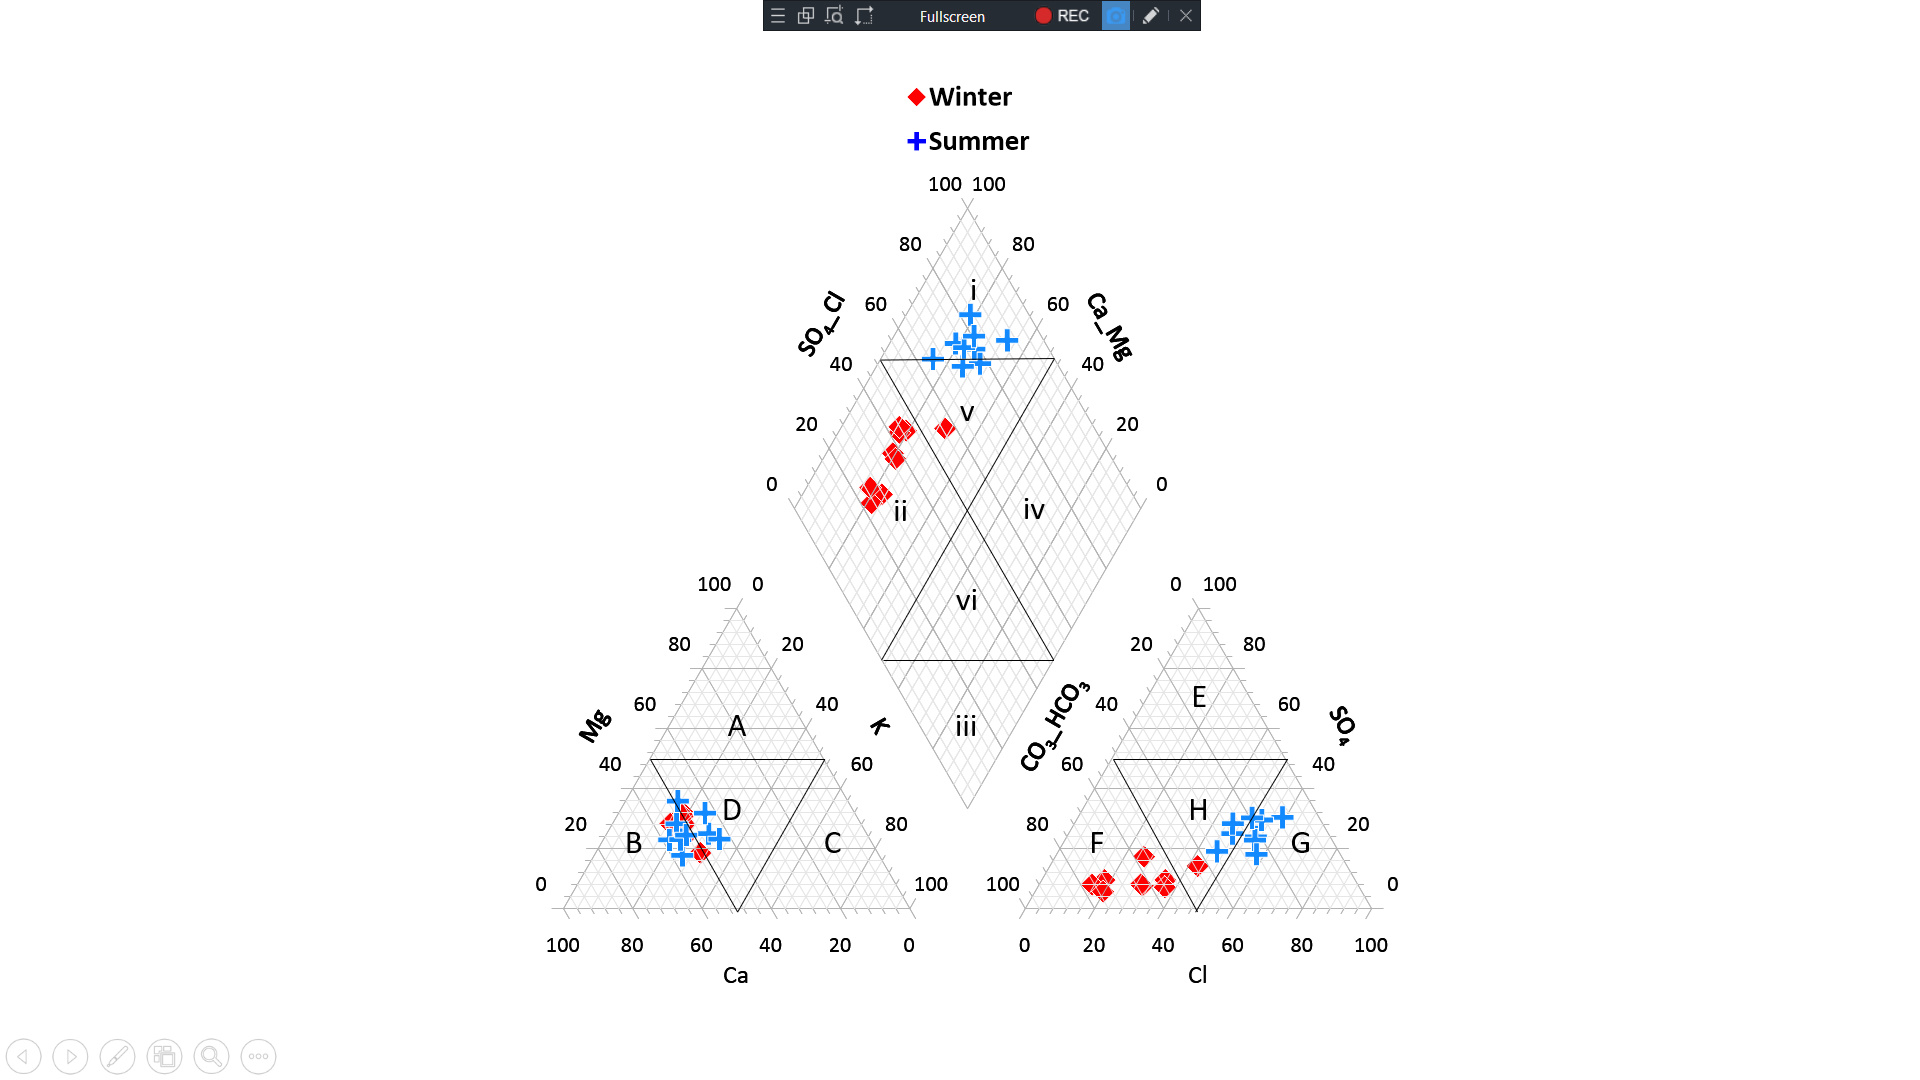 Fullscreen REC
Winter
Summer
100 100
80 80
i
SO₄_Cl 60 60 Ca_Mg
40 40
v
20 20
0 0
ii iv
100 0 vi 0 100
80 20 20 80
60 40 40 E 60
Mg A K iii CO₃_HCO₃ SO₄
40 60 60 40
D H
20 80 80 20
B C F G
0 100 100 0
100 80 60 40 20 0 0 20 40 60 80 100
Ca Cl